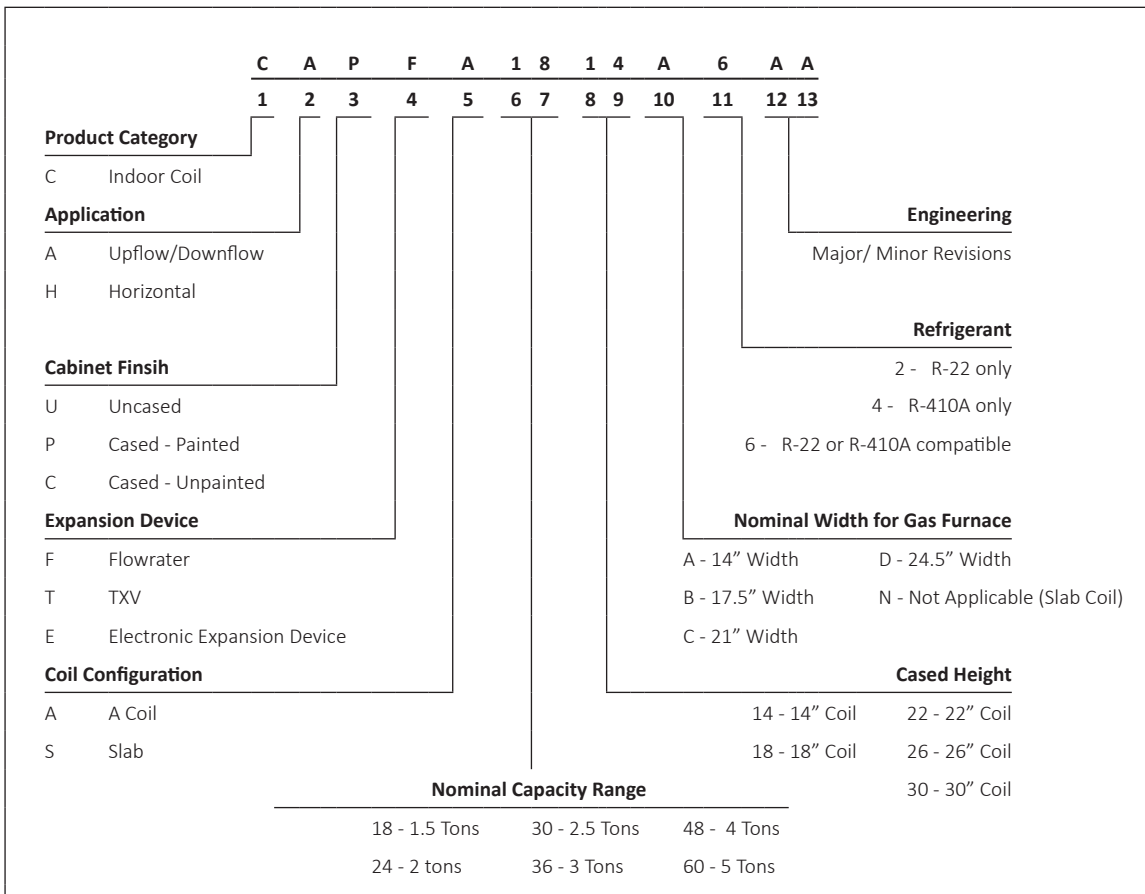 C A P F A 1 8 1 4 A 6 A A
1 2 3 4 5 6 7 8 9 10 11 12 13
Product Category
C Indoor Coil
Application
A Upflow/Downflow
H Horizontal
Cabinet Finsih
U Uncased
P Cased - Painted
C Cased - Unpainted
Expansion Device
F Flowrater
T TXV
E Electronic Expansion Device
Coil Configuration
A A Coil
S Slab
Nominal Capacity Range
18 - 1.5 Tons 30 - 2.5 Tons 48 - 4 Tons
24 - 2 tons 36 - 3 Tons 60 - 5 Tons
Engineering
Major/ Minor Revisions
Refrigerant
2 - R-22 only
4 - R-410A only
6 - R-22 or R-410A compatible
Nominal Width for Gas Furnace
A - 14” Width D - 24.5” Width
B - 17.5” Width N - Not Applicable (Slab Coil)
C - 21” Width
Cased Height
14 - 14” Coil 22 - 22” Coil
18 - 18” Coil 26 - 26” Coil
30 - 30” Coil